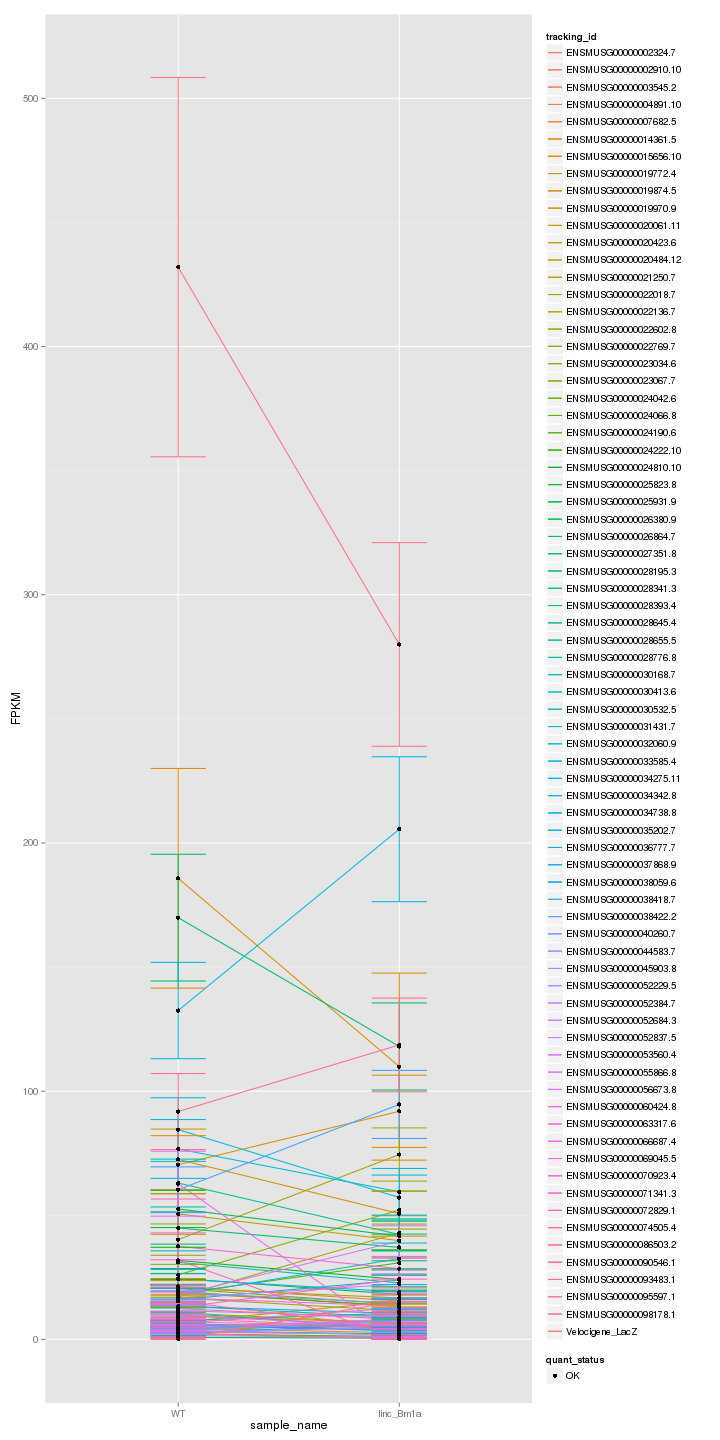 500
400
300
200
100
0
FPKM
WT
linc_Brn1a
sample_name
tracking_id
ENSMUSG00000002324.7
ENSMUSG00000002910.10
ENSMUSG00000003545.2
ENSMUSG00000004891.10
ENSMUSG00000007682.5
ENSMUSG00000014361.5
ENSMUSG00000015656.10
ENSMUSG00000019772.4
ENSMUSG00000019874.5
ENSMUSG00000019970.9
ENSMUSG00000020061.11
ENSMUSG00000020423.6
ENSMUSG00000020484.12
ENSMUSG00000021250.7
ENSMUSG00000022018.7
ENSMUSG00000022136.7
ENSMUSG00000022602.8
ENSMUSG00000022769.7
ENSMUSG00000023034.6
ENSMUSG00000023067.7
ENSMUSG00000024042.6
ENSMUSG00000024066.8
ENSMUSG00000024190.6
ENSMUSG00000024222.10
ENSMUSG00000024810.10
ENSMUSG00000025823.8
ENSMUSG00000025931.9
ENSMUSG00000026380.9
ENSMUSG00000026864.7
ENSMUSG00000027351.8
ENSMUSG00000028195.3
ENSMUSG00000028341.3
ENSMUSG00000028393.4
ENSMUSG00000028645.4
ENSMUSG00000028655.5
ENSMUSG00000028776.8
ENSMUSG00000030168.7
ENSMUSG00000030413.6
ENSMUSG00000030532.5
ENSMUSG00000031431.7
ENSMUSG00000032060.9
ENSMUSG00000033585.4
ENSMUSG00000034275.11
ENSMUSG00000034342.8
ENSMUSG00000034738.8
ENSMUSG00000035202.7
ENSMUSG00000036777.7
ENSMUSG00000037868.9
ENSMUSG00000038059.6
ENSMUSG00000038418.7
ENSMUSG00000038422.2
ENSMUSG00000040260.7
ENSMUSG00000044583.7
ENSMUSG00000045903.8
ENSMUSG00000052229.5
ENSMUSG00000052384.7
ENSMUSG00000052684.3
ENSMUSG00000052837.5
ENSMUSG00000053560.4
ENSMUSG00000055866.8
ENSMUSG00000056673.8
ENSMUSG00000060424.8
ENSMUSG00000063317.6
ENSMUSG00000066687.4
ENSMUSG00000069045.5
ENSMUSG00000070923.4
ENSMUSG00000071341.3
ENSMUSG00000072829.1
ENSMUSG00000074505.4
ENSMUSG00000086503.2
ENSMUSG00000090546.1
ENSMUSG00000093483.1
ENSMUSG00000095597.1
ENSMUSG00000098178.1
Velocigene_LacZ
quant_status
OK